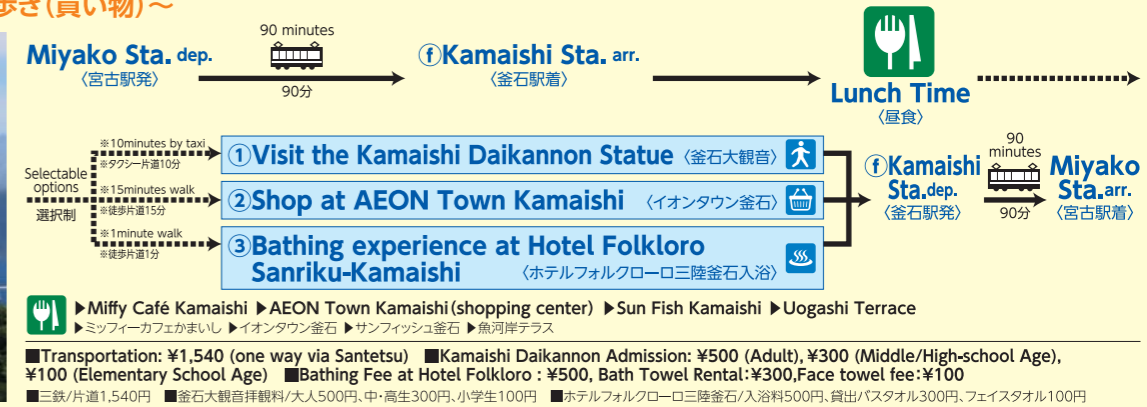 歩き(買い物)〜
Miyako Sta. dep.
〈宮古駅発〉
90 minutes
90分
ⓕKamaishi Sta. arr.
〈釜石駅着〉
Lunch Time
〈昼食〉
Selectable
options
選択制
※10minutes by taxi
※タクシー片道10分
①Visit the Kamaishi Daikannon Statue 〈釜石大観音〉
※15minutes walk
※徒歩片道15分
②Shop at AEON Town Kamaishi 〈イオンタウン釜石〉
※1minute walk
※徒歩片道1分
③Bathing experience at Hotel Folkloro
Sanriku-Kamaishi 〈ホテルフォルクローロ三陸釜石入浴〉
ⓕKamaishi
Sta.dep.
〈釜石駅発〉
90
minutes
90分
Miyako
Sta.arr.
〈宮古駅着〉
▶Miffy Café Kamaishi ▶AEON Town Kamaishi(shopping center) ▶Sun Fish Kamaishi ▶Uogashi Terrace
▶ミッフィーカフェかまいし ▶イオンタウン釜石 ▶サンフィッシュ釜石 ▶魚河岸テラス
■Transportation: ¥1,540 (one way via Santetsu) ■Kamaishi Daikannon Admission: ¥500 (Adult), ¥300 (Middle/High-school Age),
¥100 (Elementary School Age) ■Bathing Fee at Hotel Folkloro : ¥500, Bath Towel Rental:¥300,Face towel fee:¥100
■三鉄/片道1,540円 ■釜石大観音拝観料/大人500円、中・高生300円、小学生100円 ■ホテルフォルクローロ三陸釜石/入浴料500円、貸出バスタオル300円、フェイスタオル100円